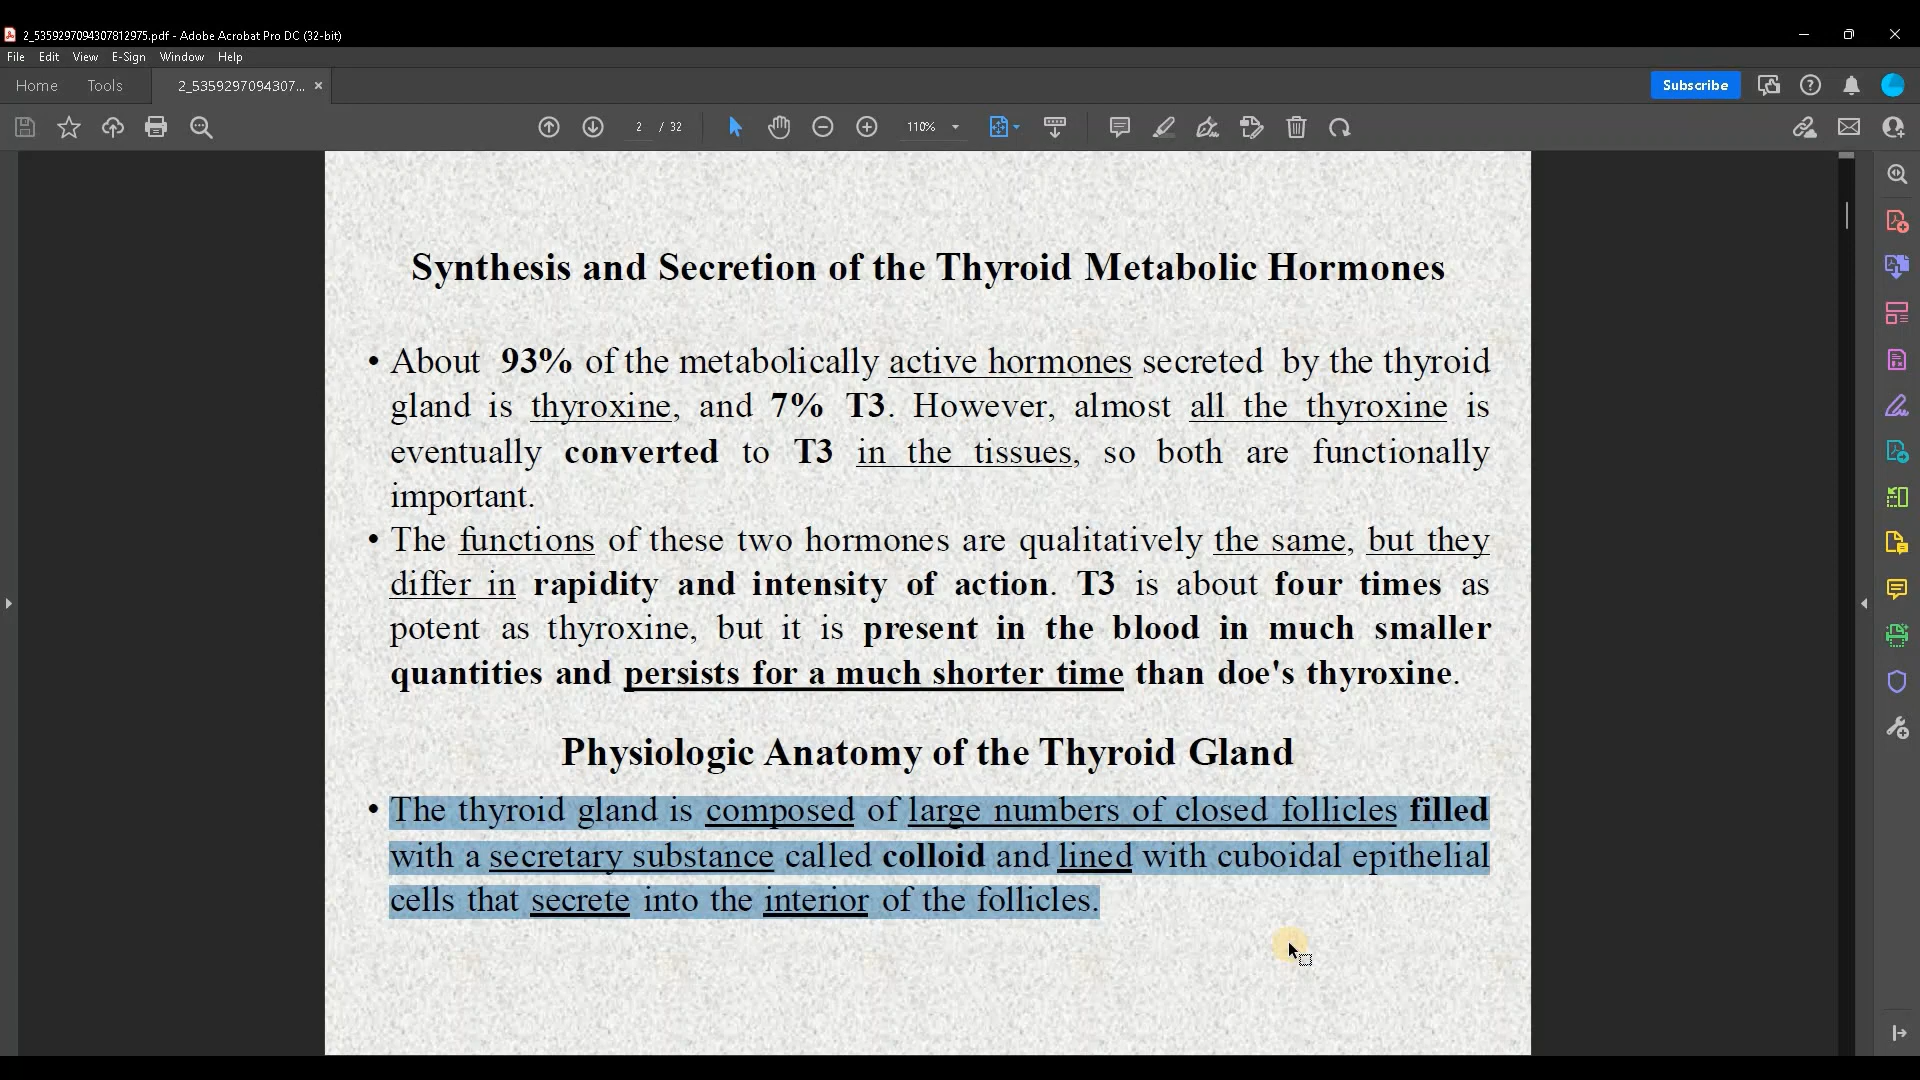 2_5359297094307812975.pdf - Adobe Acrobat Pro DC (32-bit)
File Edit View E-Sign Window Help
Home Tools 2_5359297094307... × Subscribe
2 / 32 110%
Synthesis and Secretion of the Thyroid Metabolic Hormones
• About 93% of the metabolically active hormones secreted by the thyroid
gland is thyroxine, and 7% T3. However, almost all the thyroxine is
eventually converted to T3 in the tissues, so both are functionally
important.
• The functions of these two hormones are qualitatively the same, but they
differ in rapidity and intensity of action. T3 is about four times as
potent as thyroxine, but it is present in the blood in much smaller
quantities and persists for a much shorter time than doe's thyroxine.
Physiologic Anatomy of the Thyroid Gland
• The thyroid gland is composed of large numbers of closed follicles filled
with a secretary substance called colloid and lined with cuboidal epithelial
cells that secrete into the interior of the follicles.